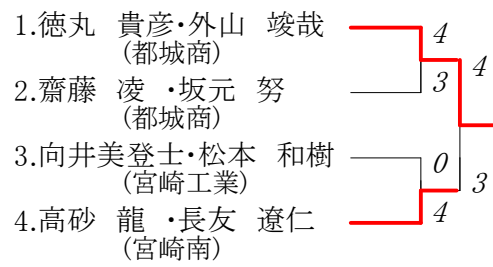 1.徳丸 貴彦・外山 竣哉
(都城商)
2.齋藤 凌 ・坂元 努
(都城商)
3.向井美登士・松本 和樹
(宮崎工業)
4.高砂 龍 ・長友 遼仁
(宮崎南)
4
3
4
0
4
3